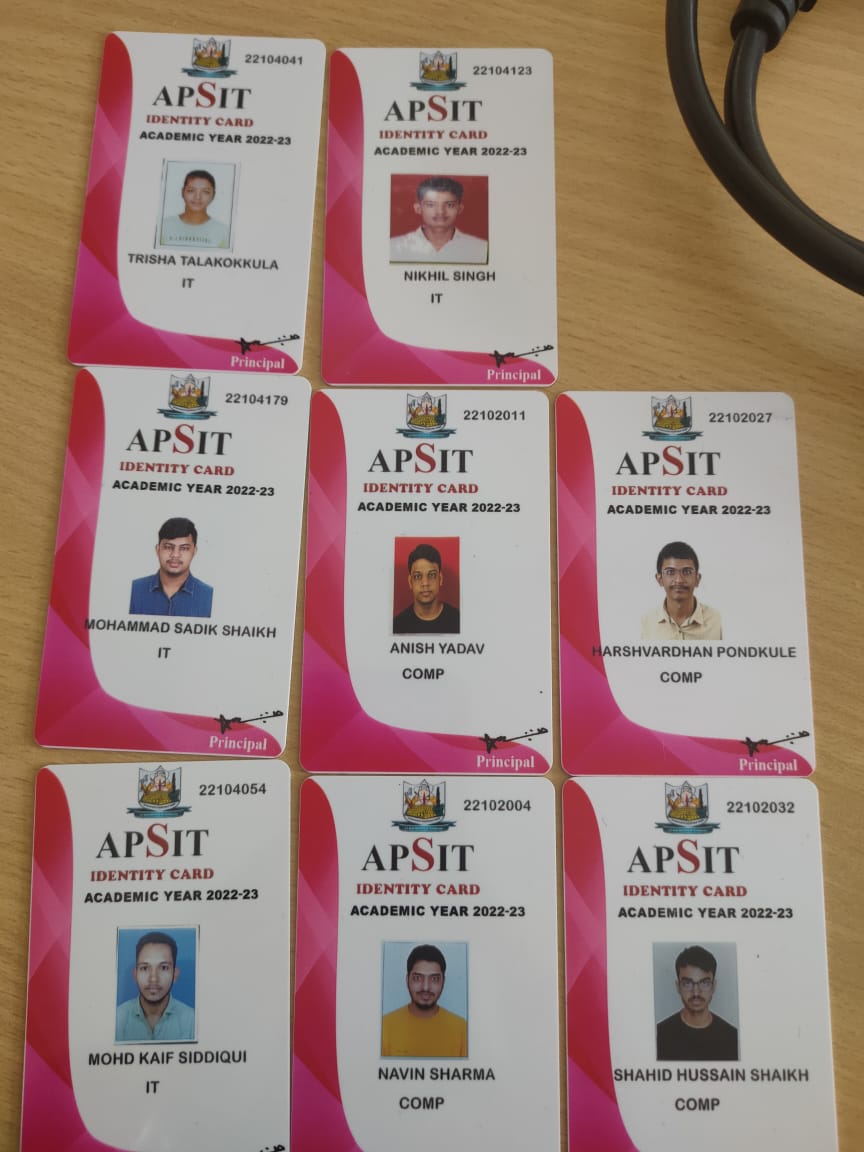 22104041
APSIT
IDENTITY CARD
ACADEMIC YEAR 2022-23
TRISHA TALAKOKKULA
IT
Principal
22104123
APSIT
IDENTITY CARD
ACADEMIC YEAR 2022-23
NIKHIL SINGH
IT
Principal
22104179
APSIT
IDENTITY CARD
ACADEMIC YEAR 2022-23
MOHAMMAD SADIK SHAIKH
IT
Principal
22102011
APSIT
IDENTITY CARD
ACADEMIC YEAR 2022-23
ANISH YADAV
COMP
Principal
22102027
APSIT
IDENTITY CARD
ACADEMIC YEAR 2022-23
HARSHVARDHAN PONDKULE
COMP
Principal
22104054
APSIT
IDENTITY CARD
ACADEMIC YEAR 2022-23
MOHD KAIF SIDDIQUI
IT
22102004
APSIT
IDENTITY CARD
ACADEMIC YEAR 2022-23
NAVIN SHARMA
COMP
22102032
APSIT
IDENTITY CARD
ACADEMIC YEAR 2022-23
SHAHID HUSSAIN SHAIKH
COMP